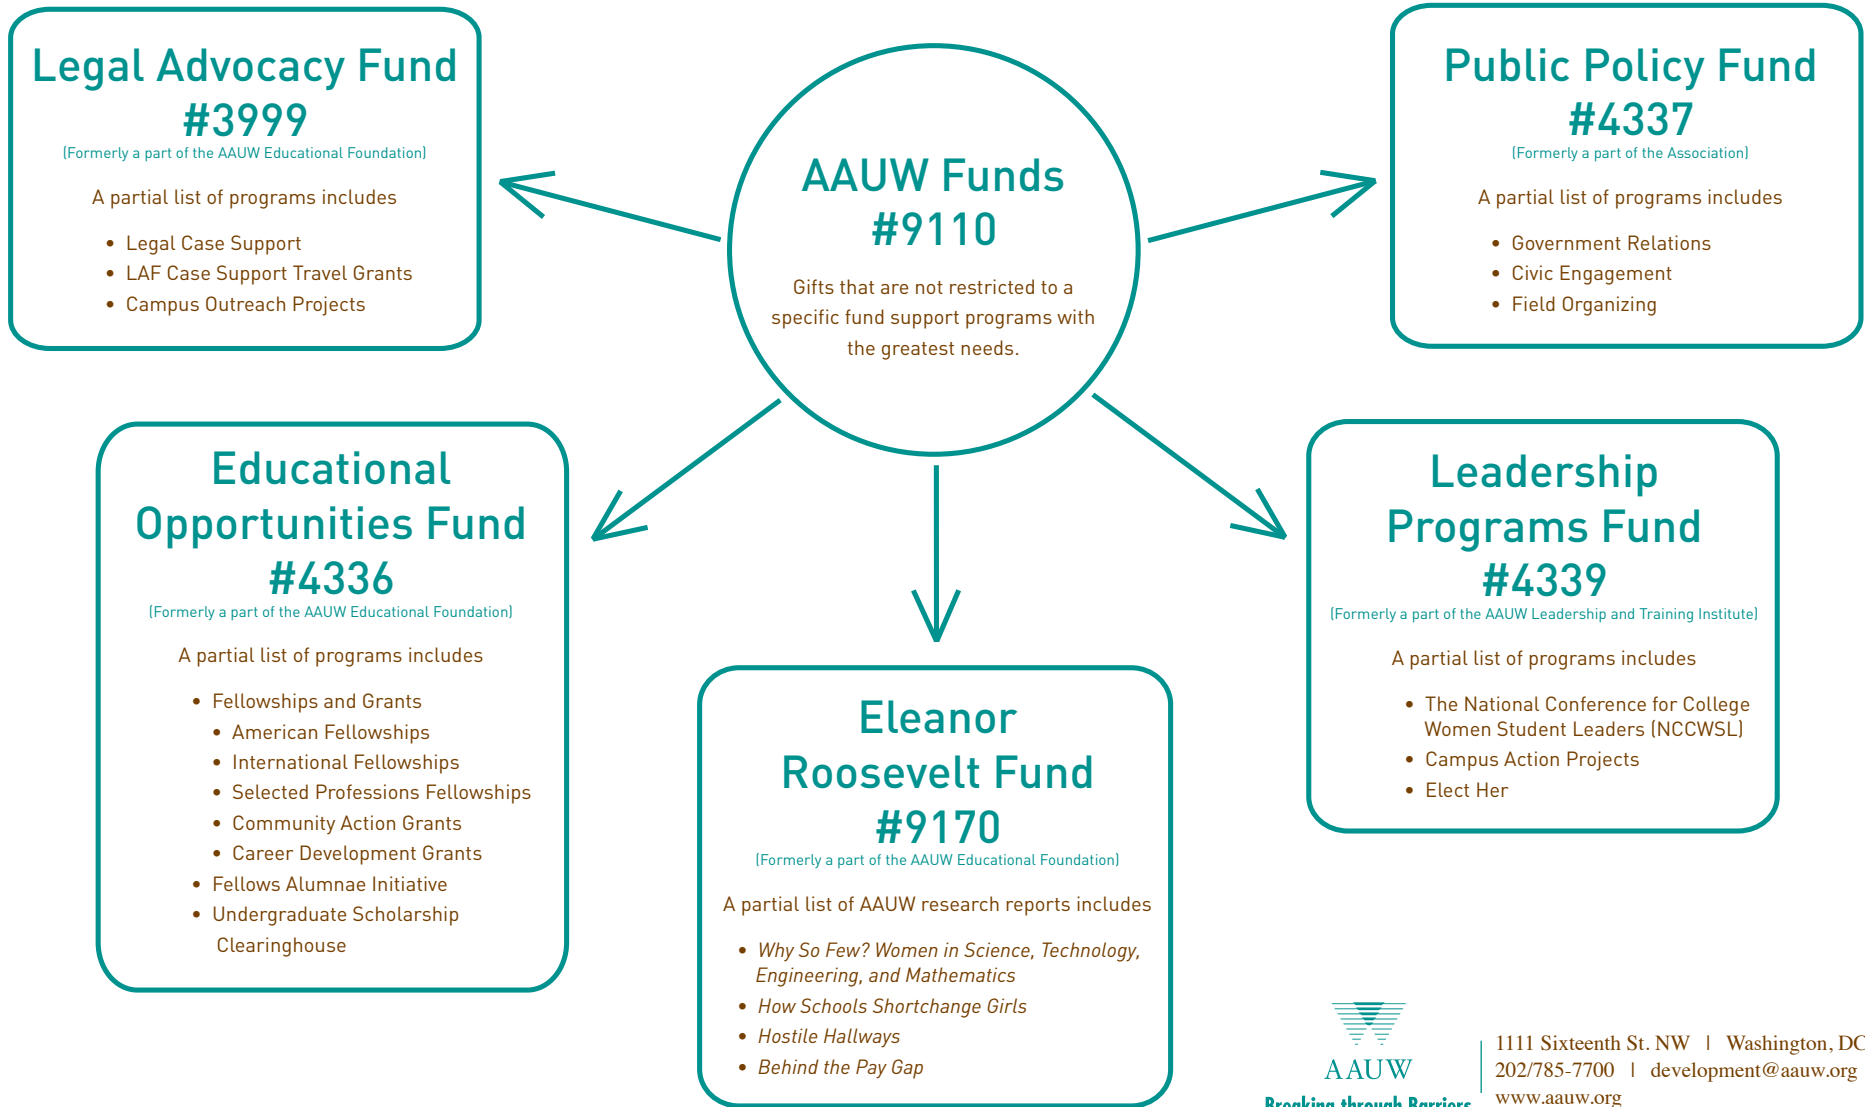 Legal Advocacy Fund
#3999
(Formerly a part of the AAUW Educational Foundation)
A partial list of programs includes
• Legal Case Support
• LAF Case Support Travel Grants
• Campus Outreach Projects
AAUW Funds
#9110
Gifts that are not restricted to a
specific fund support programs with
the greatest needs.
Public Policy Fund
#4337
(Formerly a part of the Association)
A partial list of programs includes
• Government Relations
• Civic Engagement
• Field Organizing
Educational
Opportunities Fund
#4336
(Formerly a part of the AAUW Educational Foundation)
A partial list of programs includes
• Fellowships and Grants
• American Fellowships
• International Fellowships
• Selected Professions Fellowships
• Community Action Grants
• Career Development Grants
• Fellows Alumnae Initiative
• Undergraduate Scholarship
Clearinghouse
Eleanor
Roosevelt Fund
#9170
(Formerly a part of the AAUW Educational Foundation)
A partial list of AAUW research reports includes
• Why So Few? Women in Science, Technology,
Engineering, and Mathematics
• How Schools Shortchange Girls
• Hostile Hallways
• Behind the Pay Gap
Leadership
Programs Fund
#4339
(Formerly a part of the AAUW Leadership and Training Institute)
A partial list of programs includes
• The National Conference for College
Women Student Leaders (NCCWSL)
• Campus Action Projects
• Elect Her
AAUW
Breaking through Barriers
1111 Sixteenth St. NW | Washington, DC
202/785-7700 | development@aauw.org
www.aauw.org